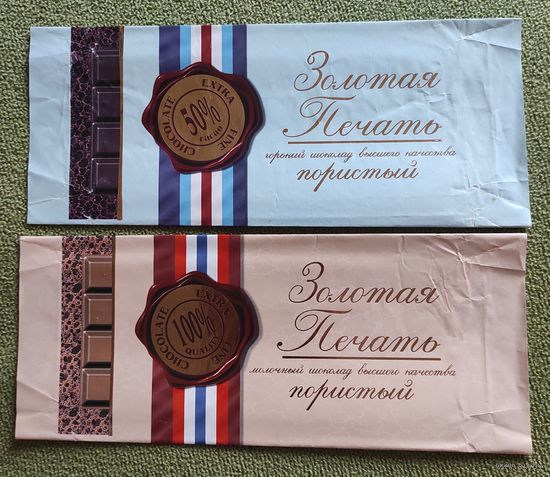 EXTRA FINE CHOCOLATE
50%
cacao
Золотая
Печать
горький шоколад высшего качества
пористый
EXTRA FINE CHOCOLATE
100%
QUALITY
Золотая
Печать
молочный шоколад высшего качества
пористый